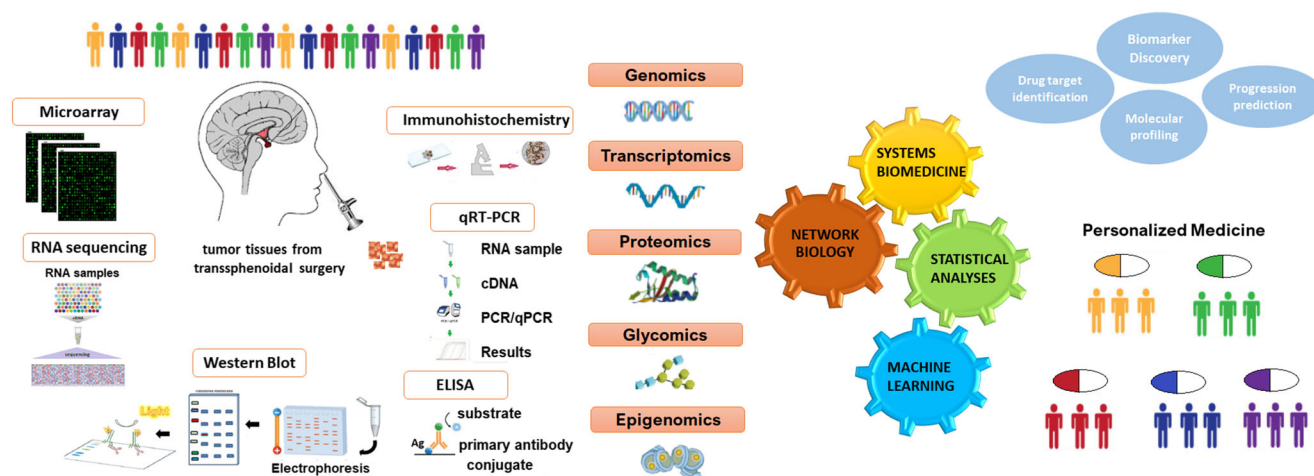 Microarray
RNA sequencing
RNA samples
sequencing
tumor tissues from
transsphenoidal surgery
Immunohistochemistry
qRT-PCR
RNA sample
cDNA
PCR/qPCR
Results
Western Blot
Light
Electrophoresis
ELISA
substrate
Ag
primary antibody
conjugate
Genomics
Transcriptomics
Proteomics
Glycomics
Epigenomics
SYSTEMS
BIOMEDICINE
NETWORK
BIOLOGY
STATISTICAL
ANALYSES
MACHINE
LEARNING
Biomarker
Discovery
Drug target
identification
Progression
prediction
Molecular
profiling
Personalized Medicine